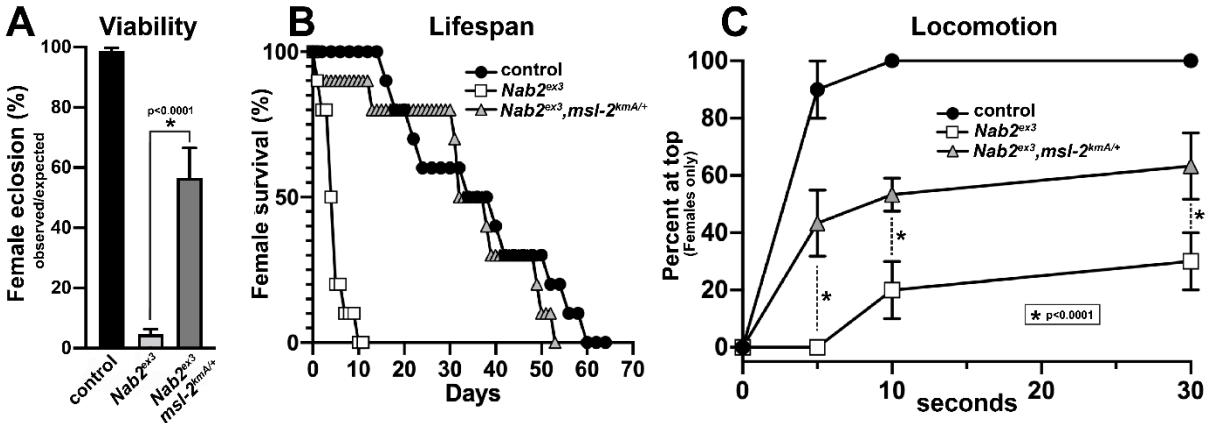 A Viability
Female eclosion (%)
observed/expected
100
80
60
40
20
0
p<0.0001
*
control
Nab2ex3
Nab2ex3
msl-2kmA/+
B Lifespan
Female survival (%)
100
50
0
control
Nab2ex3
Nab2ex3,msl-2kmA/+
0 10 20 30 40 50 60 70
Days
C Locomotion
Percent at top
(Females only)
100
80
60
40
20
0
control
Nab2ex3
Nab2ex3,msl-2kmA/+
*
*
*
* p<0.0001
0 10 20 30
seconds